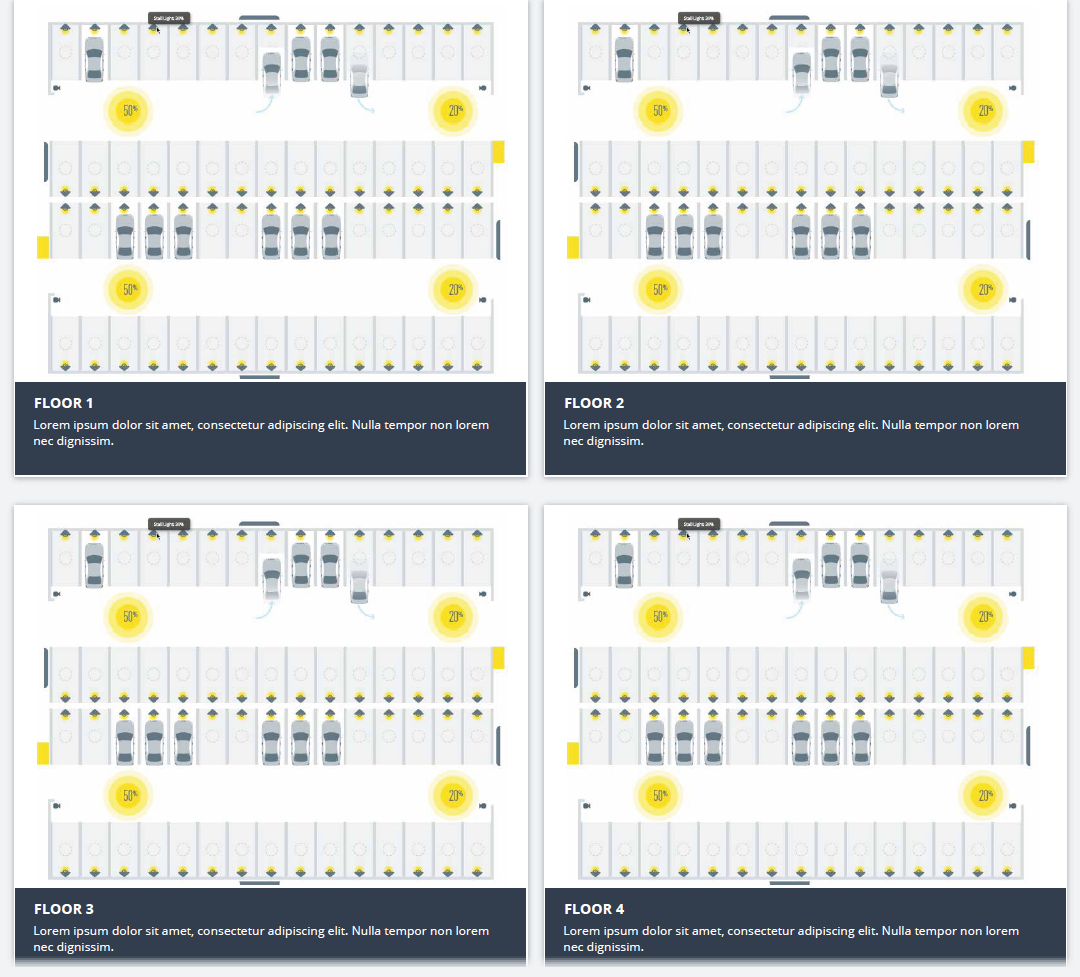 Stall Light 30%
Stall Light 30%
50%
20%
50%
20%
50%
20%
50%
20%
FLOOR 1
Lorem ipsum dolor sit amet, consectetur adipiscing elit. Nulla tempor non lorem
nec dignissim.
FLOOR 2
Lorem ipsum dolor sit amet, consectetur adipiscing elit. Nulla tempor non lorem
nec dignissim.
Stall Light 30%
Stall Light 30%
50%
20%
50%
20%
50%
20%
50%
20%
FLOOR 3
Lorem ipsum dolor sit amet, consectetur adipiscing elit. Nulla tempor non lorem
nec dignissim.
FLOOR 4
Lorem ipsum dolor sit amet, consectetur adipiscing elit. Nulla tempor non lorem
nec dignissim.